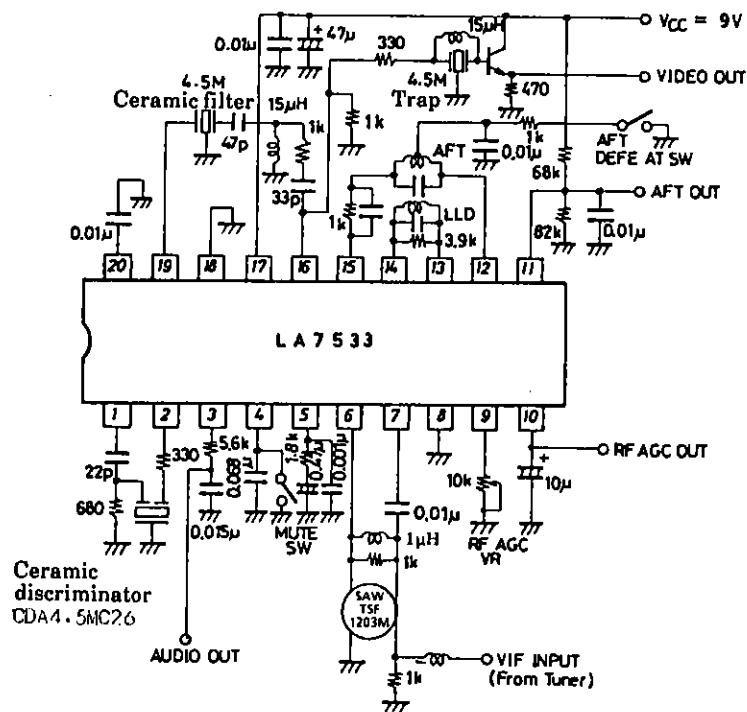 15μH
VCC = 9V
0.01μ
47μ
330
VIDEO OUT
4.5M
470
4.5M
Ceramic filter
Trap
15μH
1k
47p
1k
1k
AFT
0.01μ
AFT
DEFEAT SW
68k
33p
AFT OUT
0.01μ
1k
LLD
3.9k
82k
0.01μ
20
19
18
17
16
15
14
13
12
11
LA7533
1
2
3
4
5
6
7
8
9
10
22p
330
5.6k
0.068μ
1.8k
0.47μ
0.001μ
RF AGC OUT
10k
10μ
680
0.015μ
MUTE
SW
0.01μ
1μH
1k
RF AGC
VR
Ceramic
discriminator
CDA4.5MC26
SAW
TSF
1203M
AUDIO OUT
VIF INPUT
(From Tuner)
1k